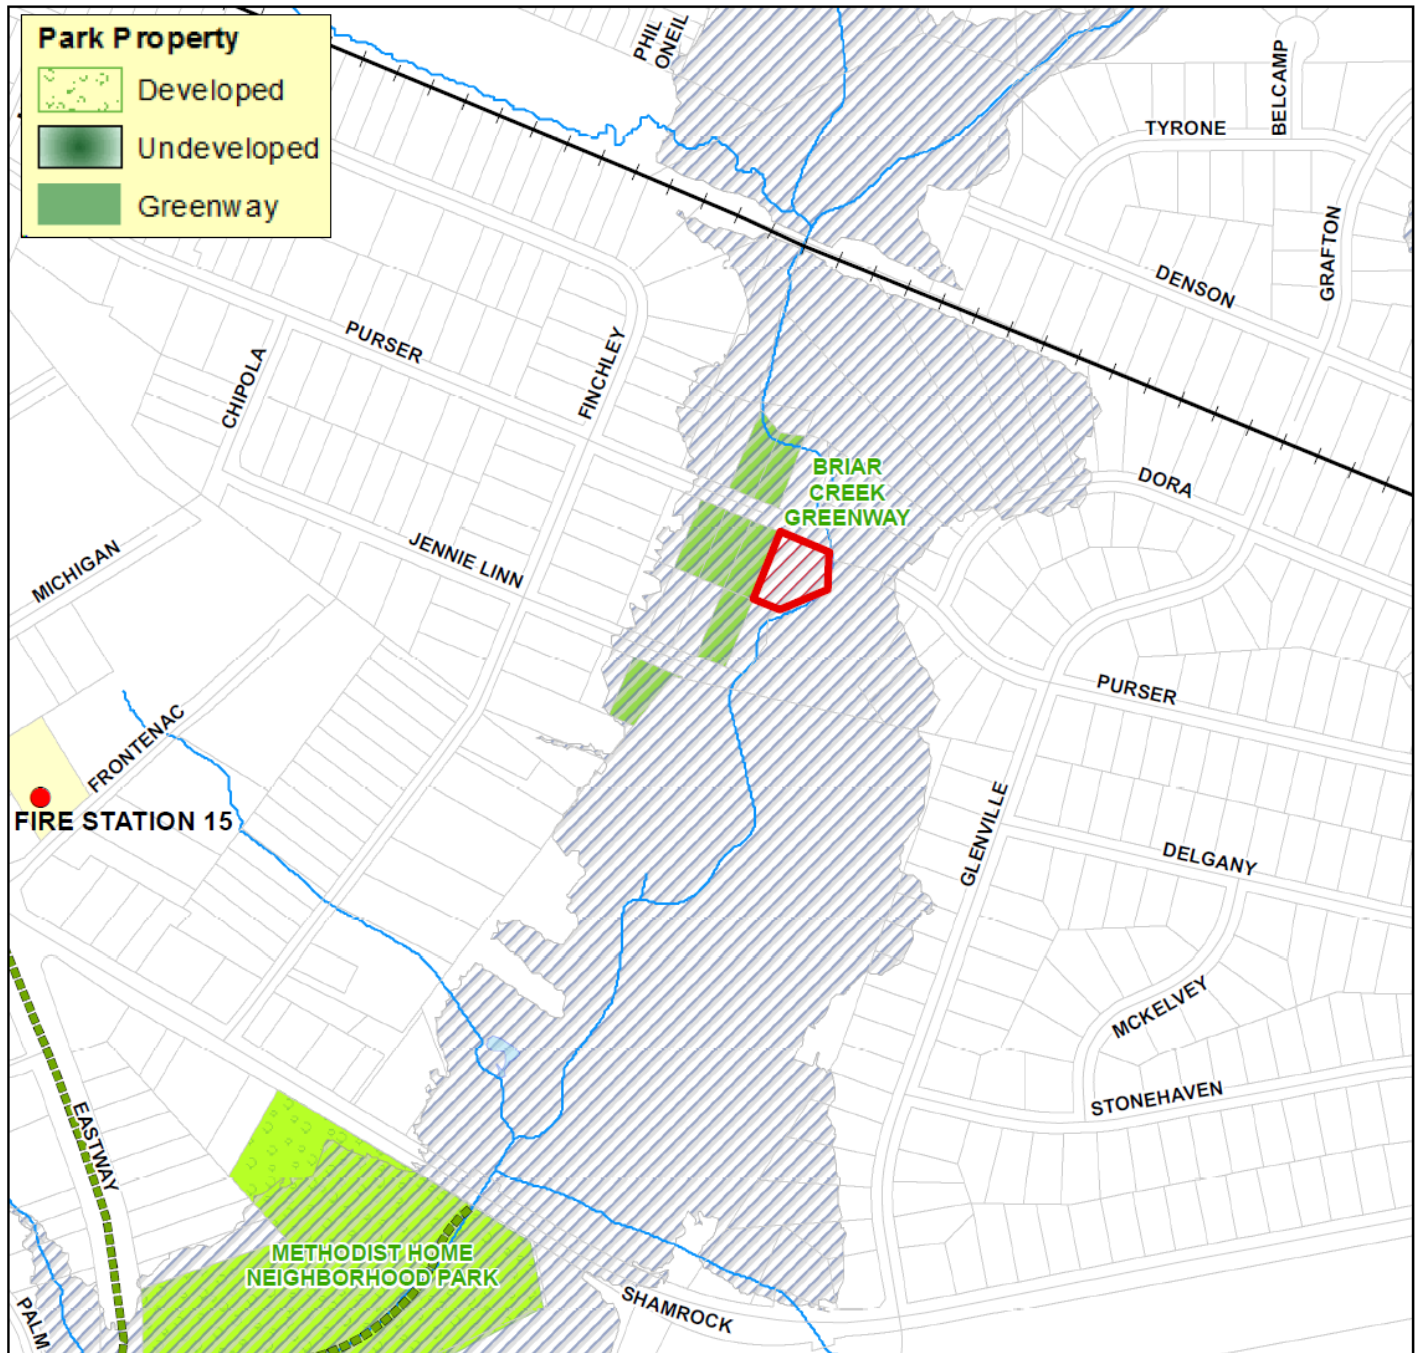 Park Property
Developed
Undeveloped
Greenway
PHIL
ONEIL
BELCAMP
TYRONE
GRAFTON
DENSON
PURSER
CHIPOLA
FINCHLEY
BRIAR
CREEK
GREENWAY
DORA
MICHIGAN
JENNIE LINN
PURSER
FRONTENAC
FIRE STATION 15
GLENVILLE
DELGANY
MCKELVEY
STONEHAVEN
EASTWAY
METHODIST HOME
NEIGHBORHOOD PARK
SHAMROCK
PALM